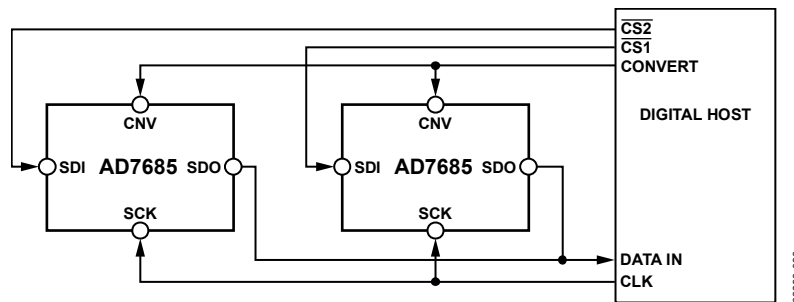 CS2
CS1
CONVERT
DIGITAL HOST
CNV
CNV
SDI AD7685 SDO
SDI AD7685 SDO
SCK
SCK
DATA IN
CLK